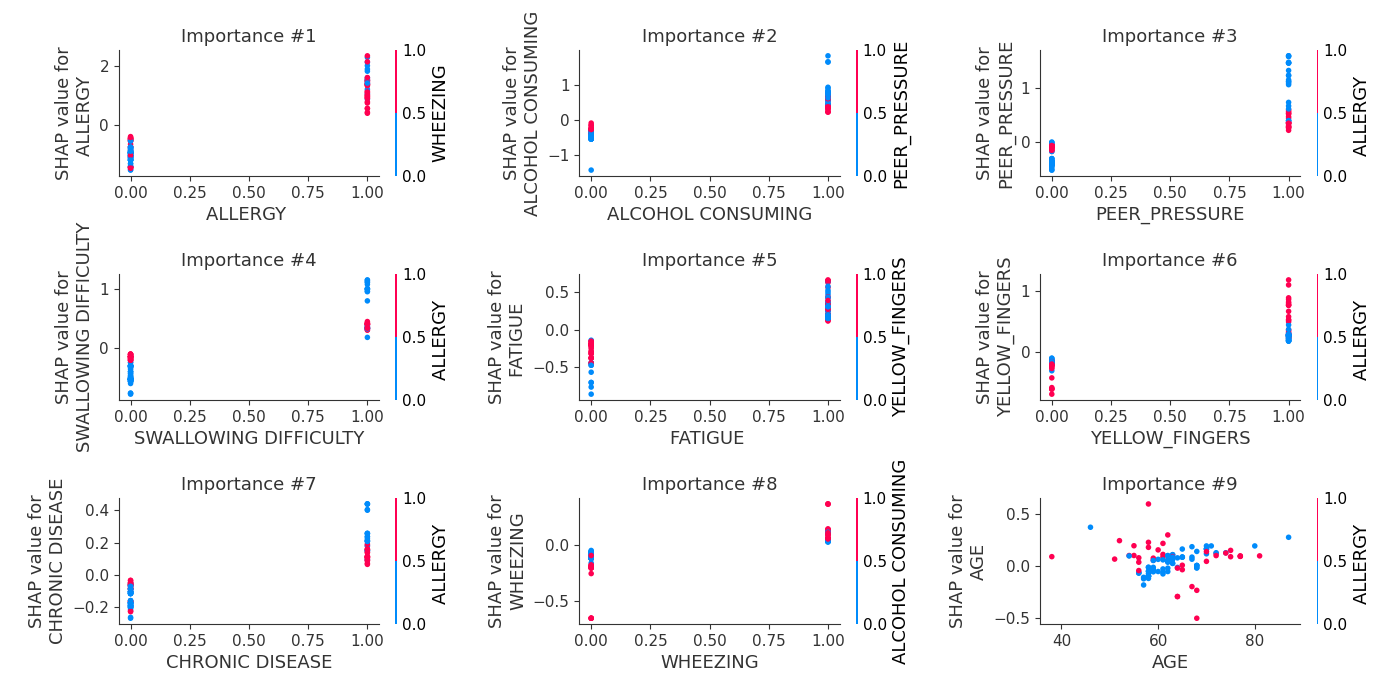 Importance #1
SHAP value for
ALLERGY
2
0
0.00 0.25 0.50 0.75 1.00
ALLERGY
1.0
0.5
0.0
WHEEZING
Importance #2
SHAP value for
ALCOHOL CONSUMING
1
0
−1
0.00 0.25 0.50 0.75 1.00
ALCOHOL CONSUMING
1.0
0.5
0.0
PEER_PRESSURE
Importance #3
SHAP value for
PEER_PRESSURE
1
0
0.00 0.25 0.50 0.75 1.00
PEER_PRESSURE
1.0
0.5
0.0
ALLERGY
Importance #4
SHAP value for
SWALLOWING DIFFICULTY
1
0
0.00 0.25 0.50 0.75 1.00
SWALLOWING DIFFICULTY
1.0
0.5
0.0
ALLERGY
Importance #5
SHAP value for
FATIGUE
0.5
0.0
−0.5
0.00 0.25 0.50 0.75 1.00
FATIGUE
1.0
0.5
0.0
YELLOW_FINGERS
Importance #6
SHAP value for
YELLOW_FINGERS
1
0
0.00 0.25 0.50 0.75 1.00
YELLOW_FINGERS
1.0
0.5
0.0
ALLERGY
Importance #7
SHAP value for
CHRONIC DISEASE
0.4
0.2
0.0
−0.2
0.00 0.25 0.50 0.75 1.00
CHRONIC DISEASE
1.0
0.5
0.0
ALLERGY
Importance #8
SHAP value for
WHEEZING
0.0
−0.5
0.00 0.25 0.50 0.75 1.00
WHEEZING
1.0
0.5
0.0
ALCOHOL CONSUMING
Importance #9
SHAP value for
AGE
0.5
0.0
−0.5
40 60 80
AGE
1.0
0.5
0.0
ALLERGY